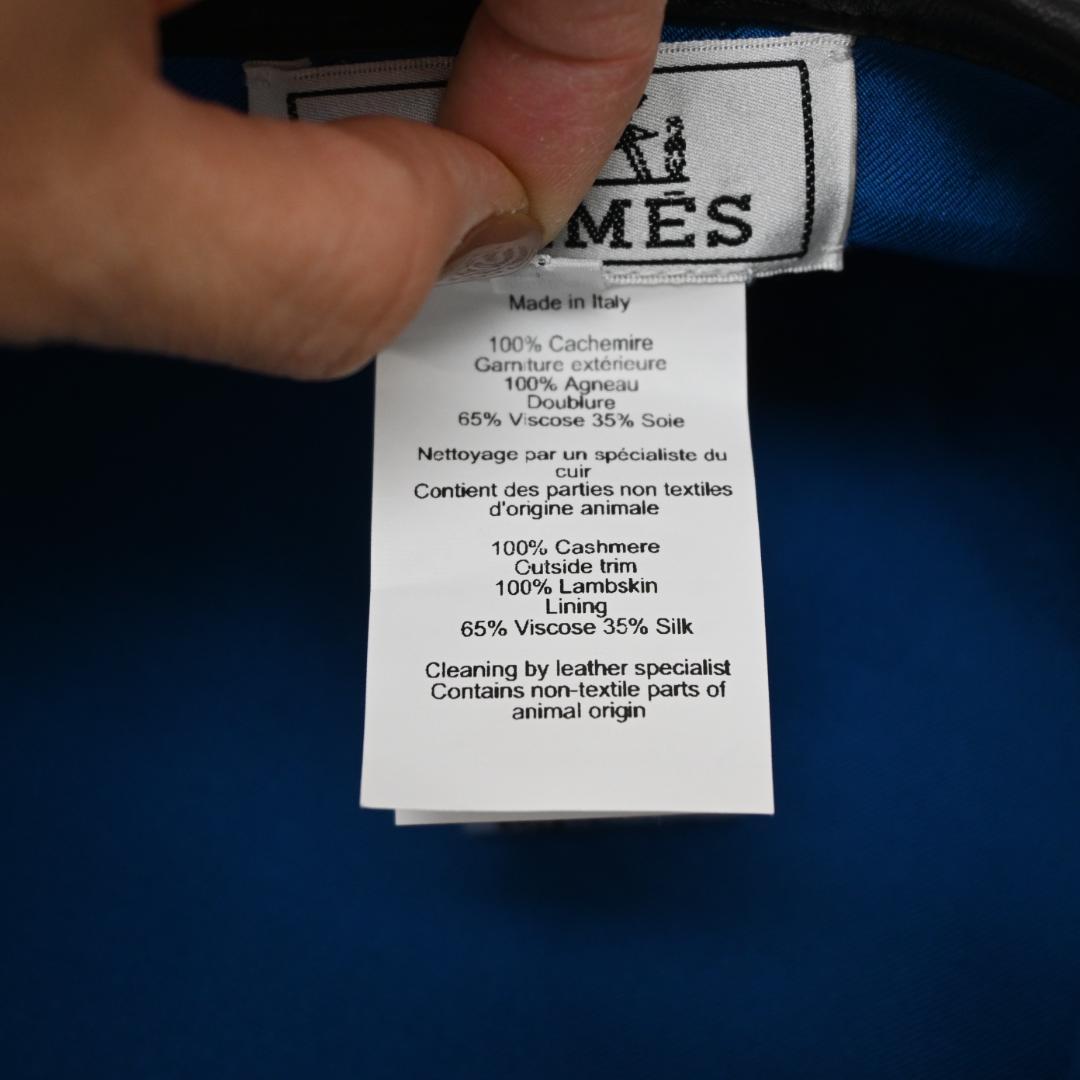 MĒS
Made in Italy
100% Cachemire
Garniture extérieure
100% Agneau
Doublure
65% Viscose 35% Soie
Nettoyage par un spécialiste du
cuir
Contient des parties non textiles
d'origine animale
100% Cashmere
Outside trim
100% Lambskin
Lining
65% Viscose 35% Silk
Cleaning by leather specialist
Contains non-textile parts of
animal origin